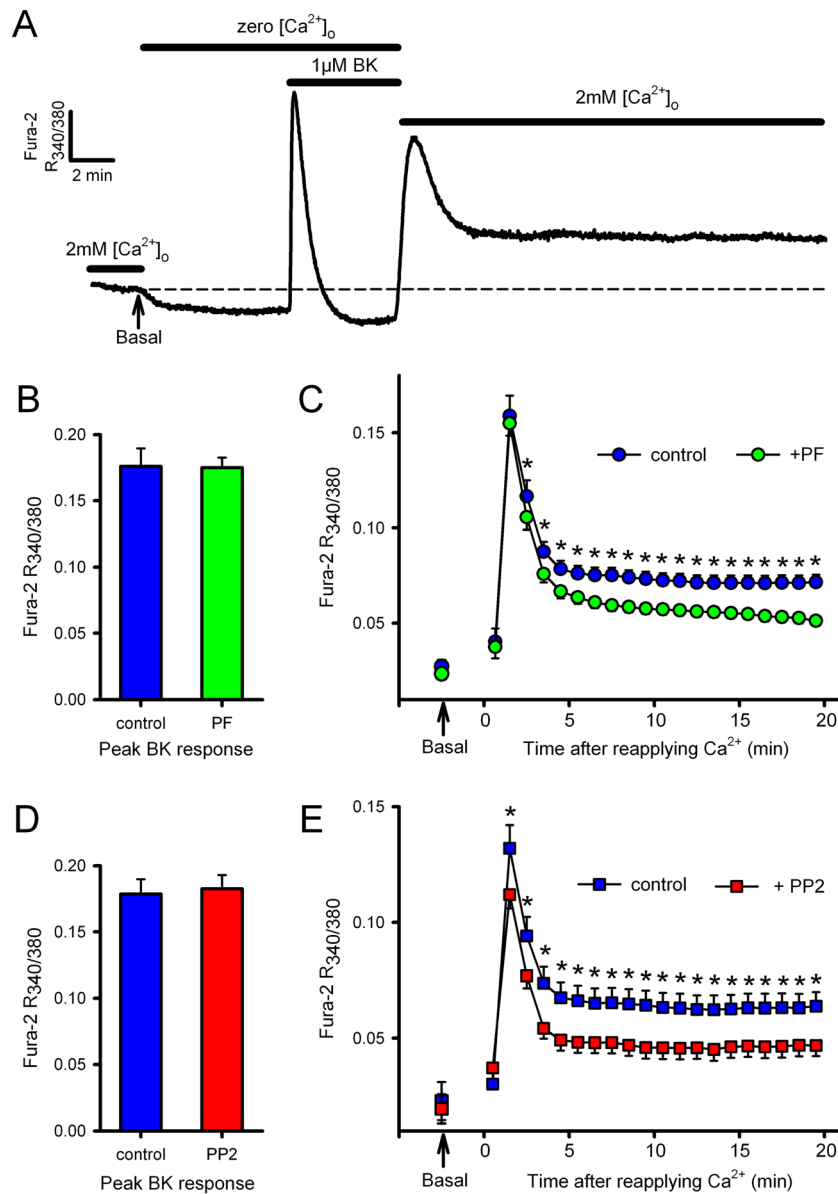 A
zero [Ca2+]o
1µM BK
2mM [Ca2+]o
Fura-2
R340/380
2 min
2mM [Ca2+]o
Basal
B
Fura-2 R340/380
0.20
0.15
0.10
0.05
0.00
control PF
Peak BK response
C
Fura-2 R340/380
0.15
0.10
0.05
control +PF
* * * * * * * * * * * * * * * * * *
0 5 10 15 20
Basal
Time after reapplying Ca2+ (min)
D
Fura-2 R340/380
0.20
0.15
0.10
0.05
0.00
control PP2
Peak BK response
E
Fura-2 R340/380
0.15
0.10
0.05
control + PP2
* * * * * * * * * * * * * * * * * * *
0 5 10 15 20
Basal
Time after reapplying Ca2+ (min)